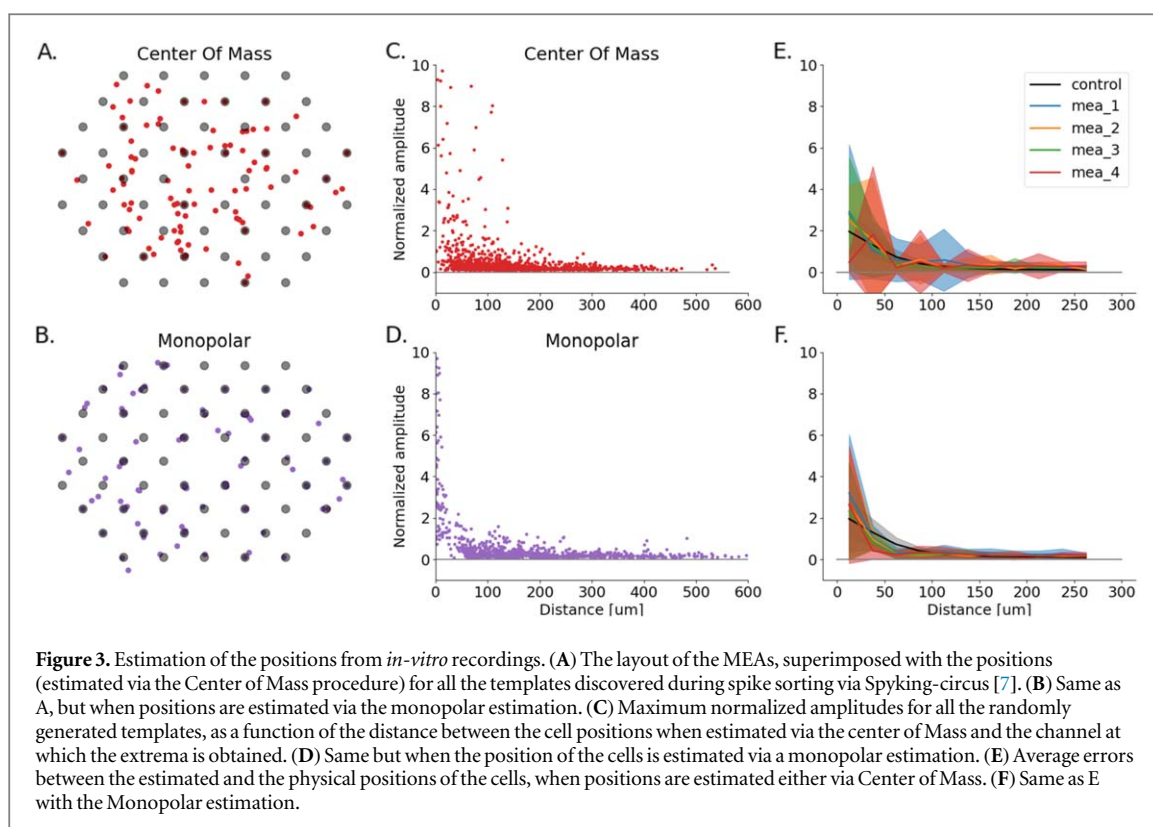 A.
Center Of Mass
C.
Center Of Mass
E.
10
8
6
4
2
0
Normalized amplitude
0
100
200
300
400
500
600
10
8
6
4
2
0
control
mea_1
mea_2
mea_3
mea_4
0
50
100
150
200
250
300
B.
Monopolar
D.
Monopolar
F.
10
8
6
4
2
0
Normalized amplitude
0
100
200
300
400
500
600
Distance [um]
10
8
6
4
2
0
0
50
100
150
200
250
300
Distance [um]
Figure 3. Estimation of the positions from in-vitro recordings. (A) The layout of the MEAs, superimposed with the positions
(estimated via the Center of Mass procedure) for all the templates discovered during spike sorting via Spyking-circus [7]. (B) Same as
A, but when positions are estimated via the monopolar estimation. (C) Maximum normalized amplitudes for all the randomly
generated templates, as a function of the distance between the cell positions when estimated via the center of Mass and the channel at
which the extrema is obtained. (D) Same but when the position of the cells is estimated via a monopolar estimation. (E) Average errors
between the estimated and the physical positions of the cells, when positions are estimated either via Center of Mass. (F) Same as E
with the Monopolar estimation.